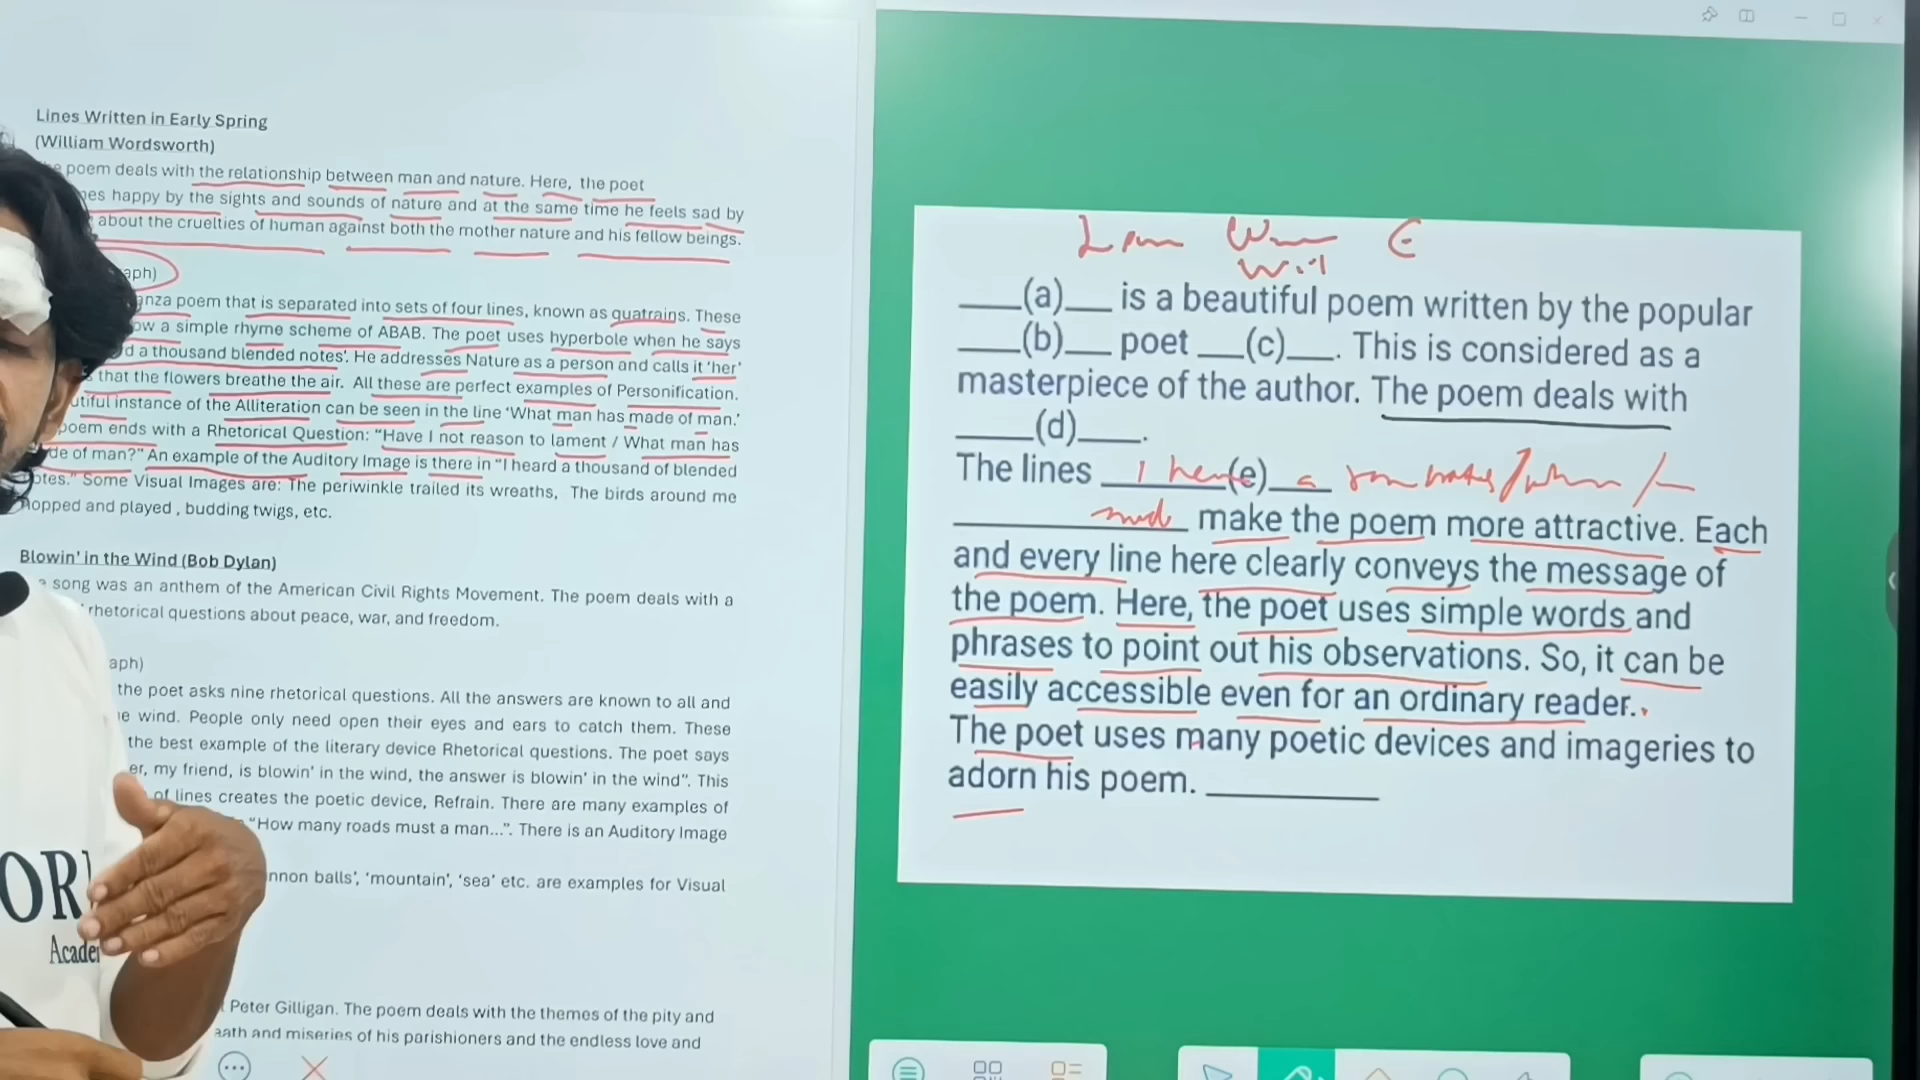 Lines Written in Early Spring
(William Wordsworth)
poem deals with the relationship between man and nature. Here, the poet
happy by the sights and sounds of nature and at the same time he feels sad by
about the cruelties of human against both the mother nature and his fellow beings.
aph)
nza poem that is separated into sets of four lines, known as quatrains. These
ow a simple rhyme scheme of ABAB. The poet uses hyperbole when he says
d a thousand blended notes'. He addresses Nature as a person and calls it 'her'
that the flowers breathe the air. All these are perfect examples of Personification.
utiful instance of the Alliteration can be seen in the line 'What man has made of man.'
poem ends with a Rhetorical Question: "Have I not reason to lament / What man has
de of man?" An example of the Auditory Image is there in "I heard a thousand of blended
otes." Some Visual Images are: The periwinkle trailed its wreaths, The birds around me
hopped and played , budding twigs, etc.
Blowin' in the Wind (Bob Dylan)
song was an anthem of the American Civil Rights Movement. The poem deals with a
rhetorical questions about peace, war, and freedom.
aph)
the poet asks nine rhetorical questions. All the answers are known to all and
e wind. People only need open their eyes and ears to catch them. These
the best example of the literary device Rhetorical questions. The poet says
er, my friend, is blowin' in the wind, the answer is blowin' in the wind". This
of lines creates the poetic device, Refrain. There are many examples of
"How many roads must a man...". There is an Auditory Image
nnon balls', 'mountain', 'sea' etc. are examples for Visual
Peter Gilligan. The poem deals with the themes of the pity and
eath and miseries of his parishioners and the endless love and
OR
Acade
____(a)___ is a beautiful poem written by the popular
____(b)___ poet ___(c)___. This is considered as a
masterpiece of the author. The poem deals with
_____(d)____.
The lines ________(e)____
_______________ make the poem more attractive. Each
and every line here clearly conveys the message of
the poem. Here, the poet uses simple words and
phrases to point out his observations. So, it can be
easily accessible even for an ordinary reader.
The poet uses many poetic devices and imageries to
adorn his poem. ___________